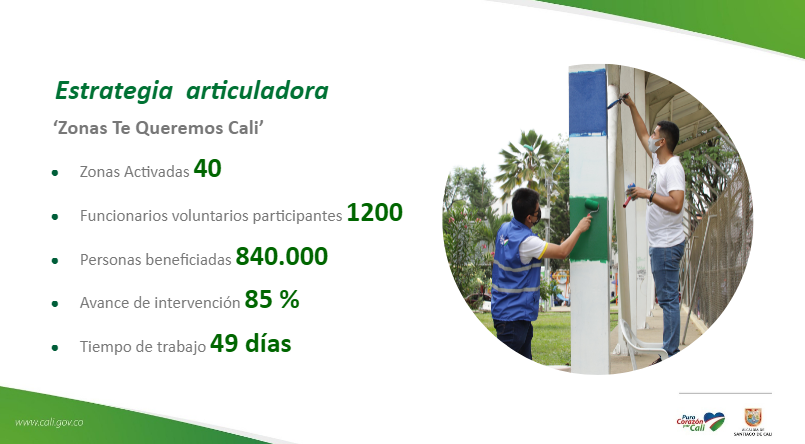 Estrategia articuladora
‘Zonas Te Queremos Cali’
• Zonas Activadas 40
• Funcionarios voluntarios participantes 1200
• Personas beneficiadas 840.000
• Avance de intervención 85 %
• Tiempo de trabajo 49 días
www.cali.gov.co
Puro
Corazón
por Cali
ALCALDÍA DE
SANTIAGO DE CALI